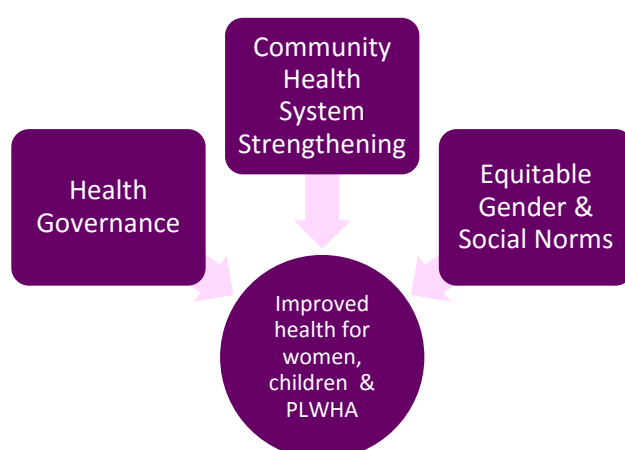 Community
Health
System
Strengthening
Health
Governance
Equitable
Gender &
Social Norms
Improved
health for
women,
children  &
PLWHA